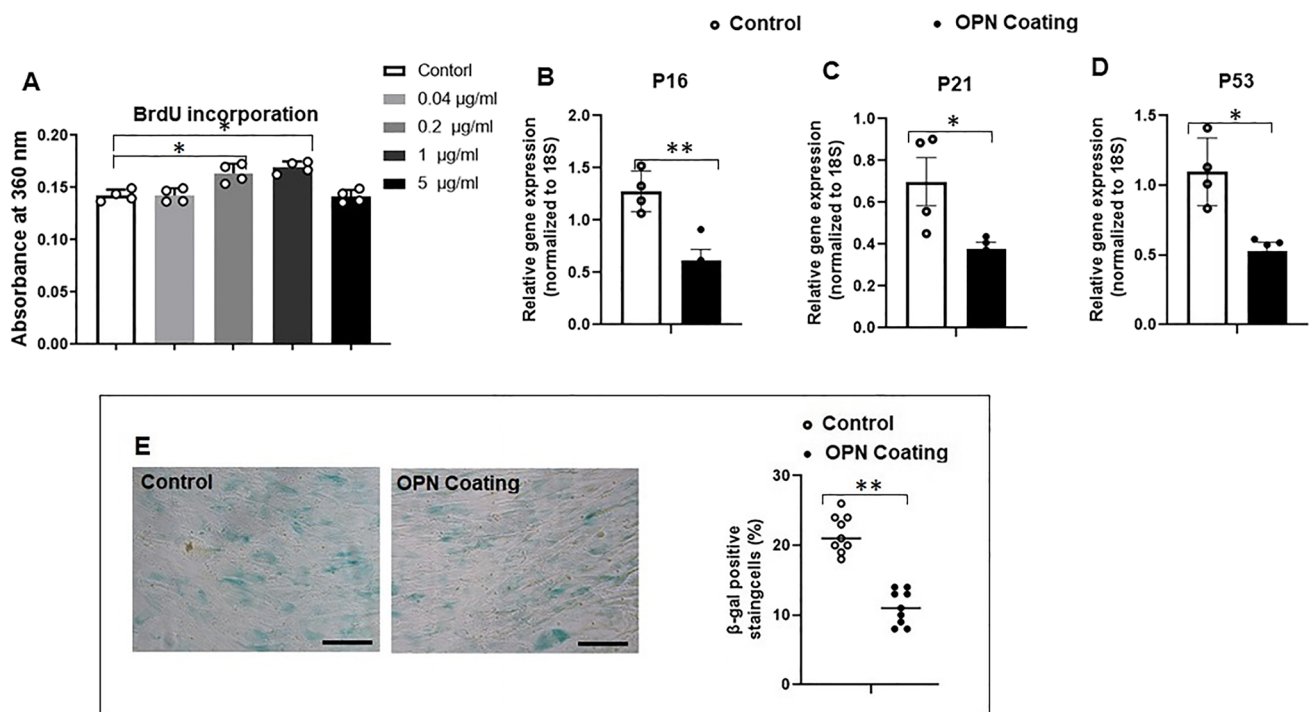 Control OPN Coating
A
BrdU incorporation
*
*
Absorbance at 360 nm
0.20
0.15
0.10
0.05
0.00
Contorl
0.04 µg/ml
0.2 µg/ml
1 µg/ml
5 µg/ml
B
P16
**
Relative gene expression
(normalized to 18S)
2.0
1.5
1.0
0.5
0.0
C
P21
*
Relative gene expression
(normalized to 18S)
1.0
0.8
0.6
0.4
0.2
0.0
D
P53
*
Relative gene expression
(normalized to 18S)
1.5
1.0
0.5
0.0
E
Control
OPN Coating
Control
OPN Coating
**
β-gal positive
staingcells (%)
30
20
10
0